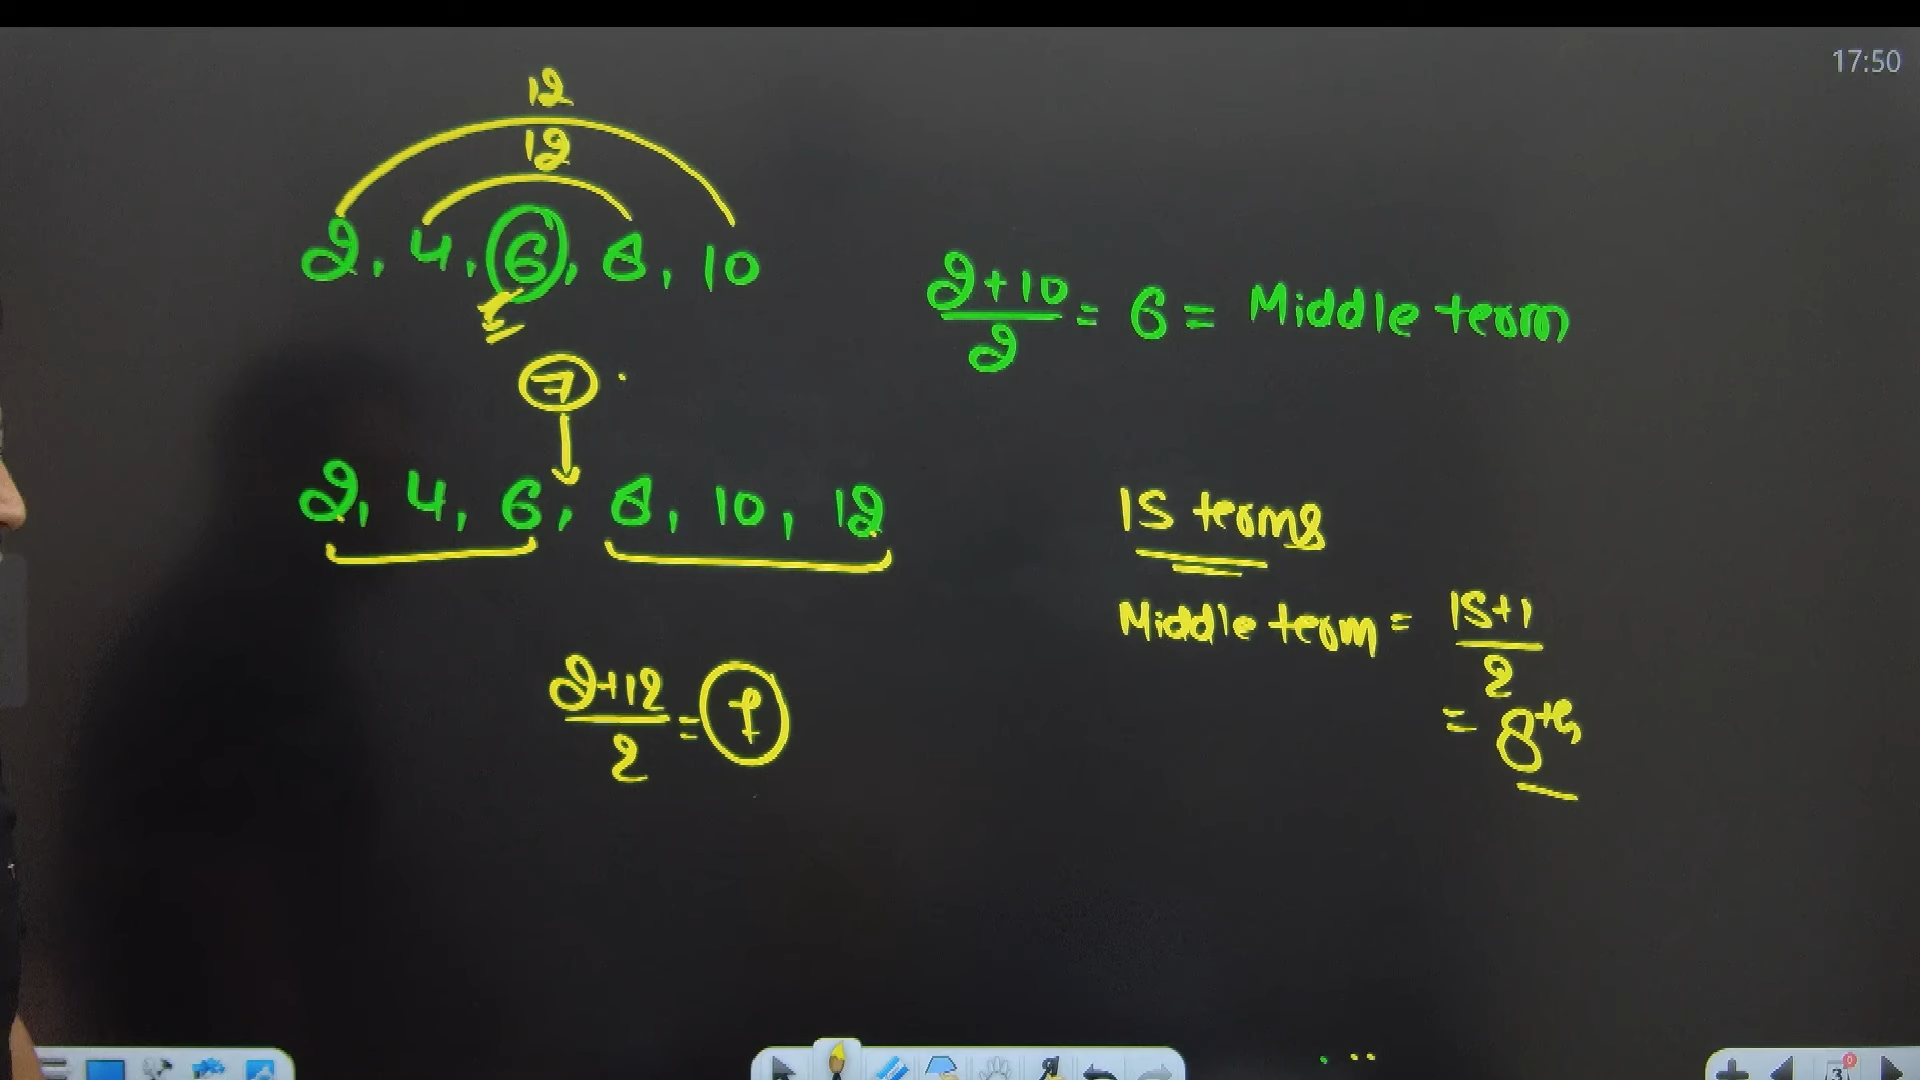 17:50
12
12
2, 4, 6, 8, 10
2+10/2 = 6 = Middle term
7
2, 4, 6, 8, 10, 12
15 terms
Middle term = 15+1/2
= 8th
2+12/2 = 7
3